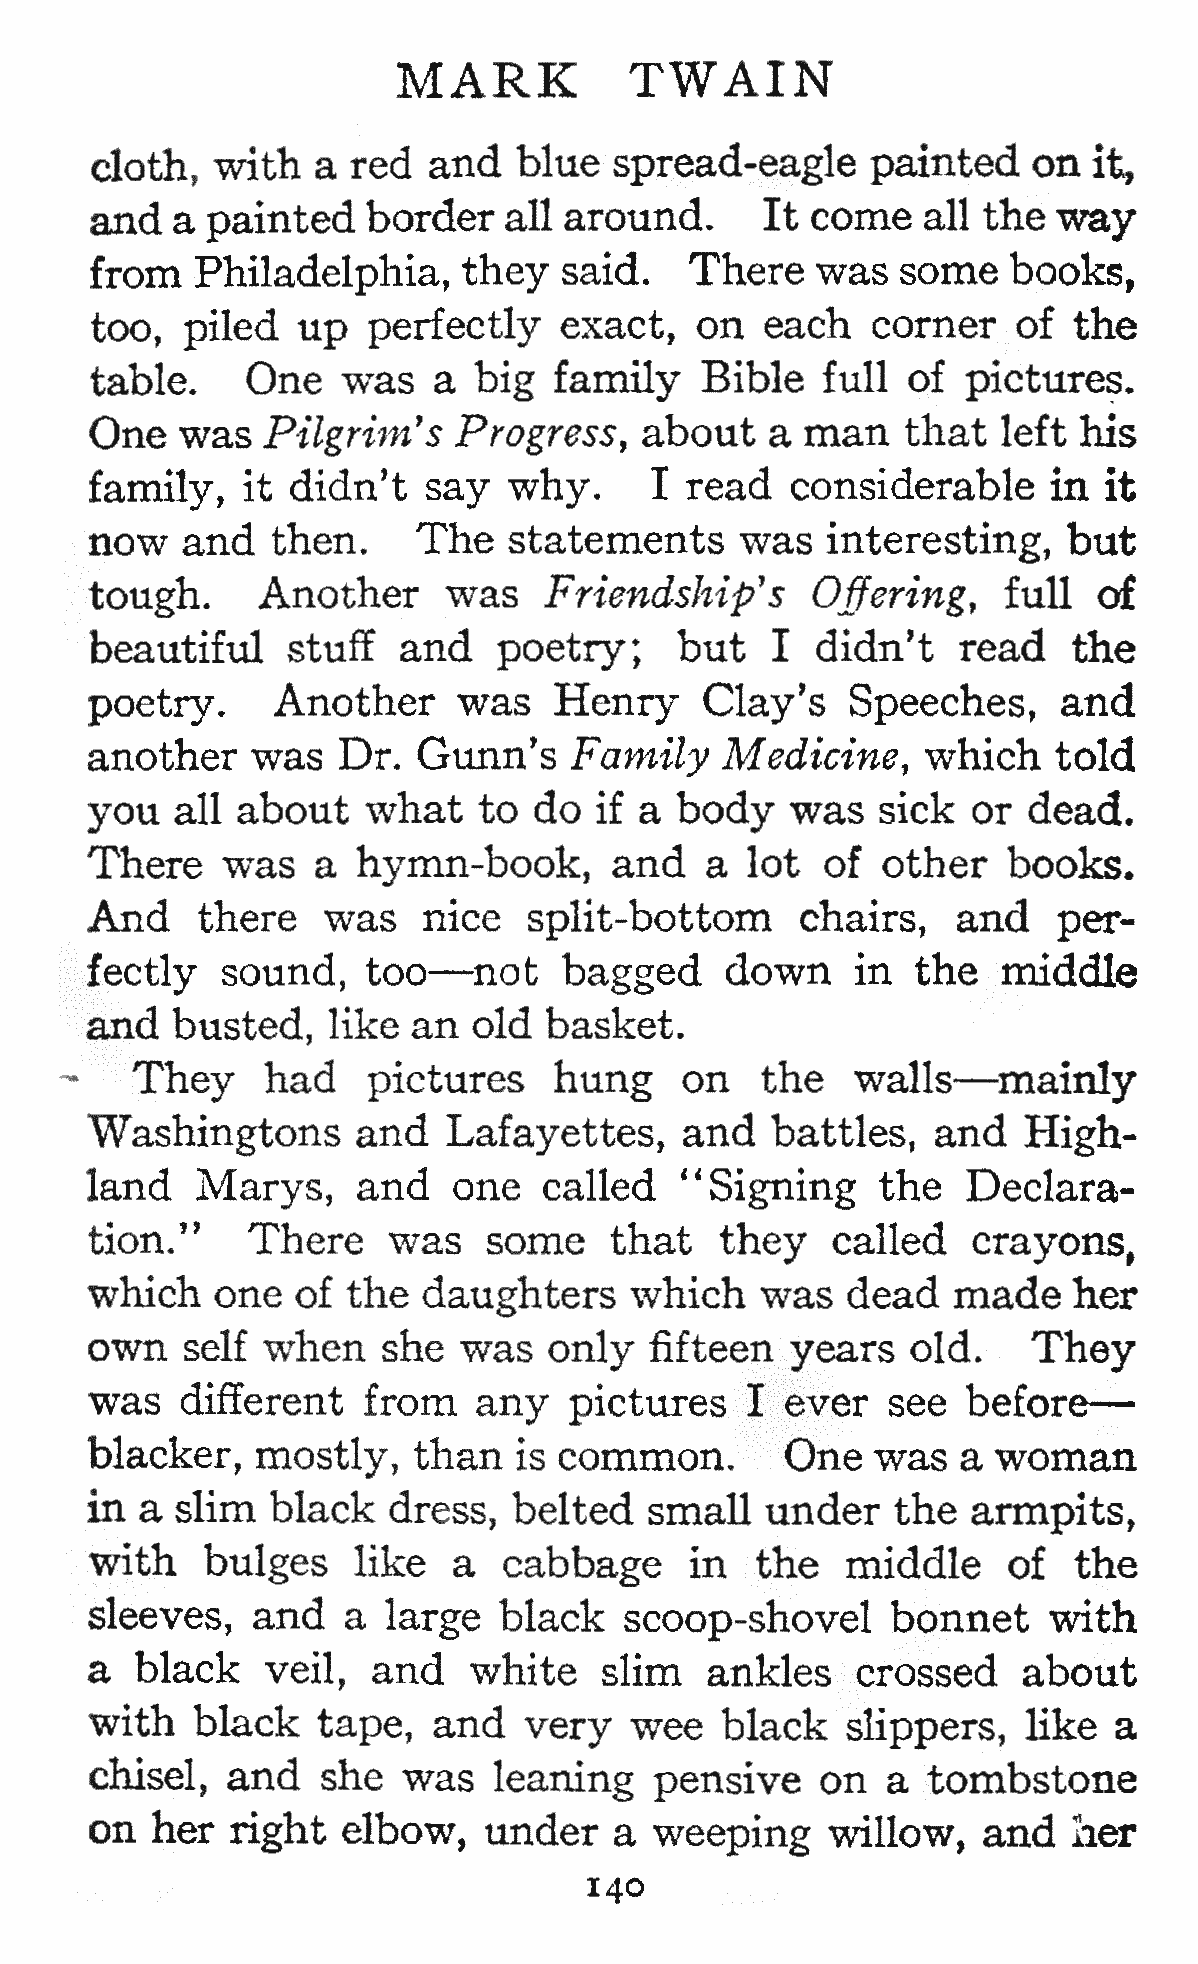 MARK TWAIN
cloth, with a red and blue spread-eagle painted on it,
and a painted border all around. It come all the way
from Philadelphia, they said. There was some books,
too, piled up perfectly exact, on each corner of the
table. One was a big family Bible full of pictures.
One was Pilgrim's Progress, about a man that left his
family, it didn't say why. I read considerable in it
now and then. The statements was interesting, but
tough. Another was Friendship's Offering, full of
beautiful stuff and poetry; but I didn't read the
poetry. Another was Henry Clay's Speeches, and
another was Dr. Gunn's Family Medicine, which told
you all about what to do if a body was sick or dead.
There was a hymn-book, and a lot of other books.
And there was nice split-bottom chairs, and per-
fectly sound, too—not bagged down in the middle
and busted, like an old basket.
They had pictures hung on the walls—mainly
Washingtons and Lafayettes, and battles, and High-
land Marys, and one called "Signing the Declara-
tion." There was some that they called crayons,
which one of the daughters which was dead made her
own self when she was only fifteen years old. They
was different from any pictures I ever see before—
blacker, mostly, than is common. One was a woman
in a slim black dress, belted small under the armpits,
with bulges like a cabbage in the middle of the
sleeves, and a large black scoop-shovel bonnet with
a black veil, and white slim ankles crossed about
with black tape, and very wee black slippers, like a
chisel, and she was leaning pensive on a tombstone
on her right elbow, under a weeping willow, and her
140